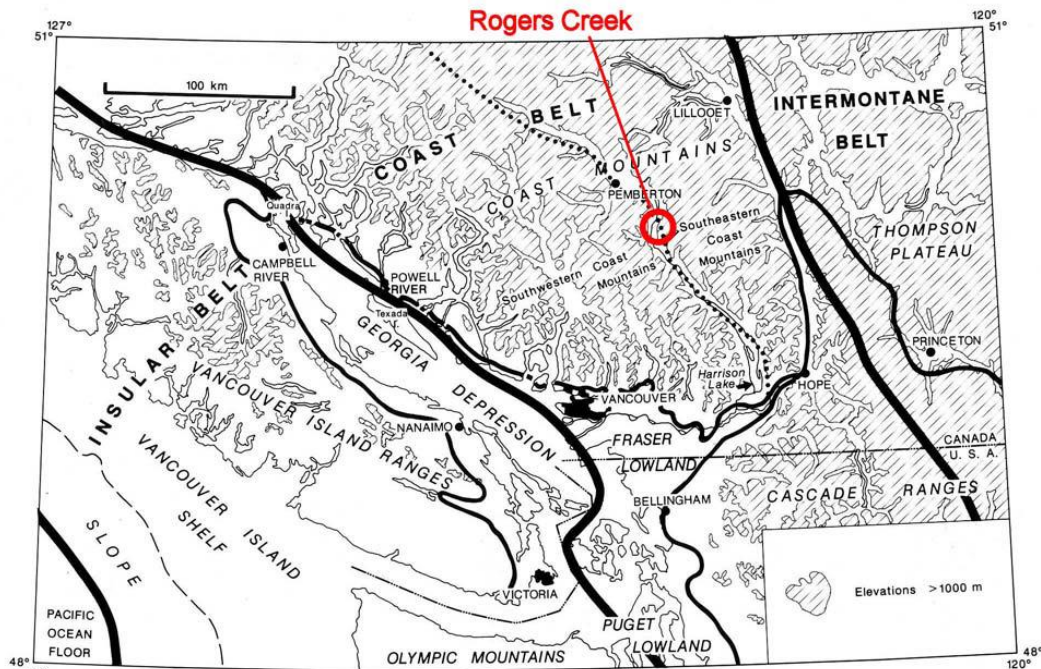 Rogers Creek
127°
51°
120°
51°
100 km
COAST BELT
COAST MOUNTAINS
LILLOOET
INTERMONTANE
BELT
PEMBERTON
Southeastern
Coast
Mountains
THOMPSON
PLATEAU
Quadra
I.
CAMPBELL
RIVER
POWELL
RIVER
Texada
I.
Southwestern Coast
Mountains
INSULAR BELT
GEORGIA DEPRESSION
PRINCETON
Harrison
Lake
HOPE
VANCOUVER
VANCOUVER ISLAND RANGES
NANAIMO
FRASER
LOWLAND
CANADA
U. S. A.
VANCOUVER ISLAND
SHELF
BELLINGHAM
CASCADE RANGES
SLOPE
VICTORIA
Elevations >1000 m
PACIFIC
OCEAN
FLOOR
PUGET
LOWLAND
OLYMPIC MOUNTAINS
48°
48°
120°